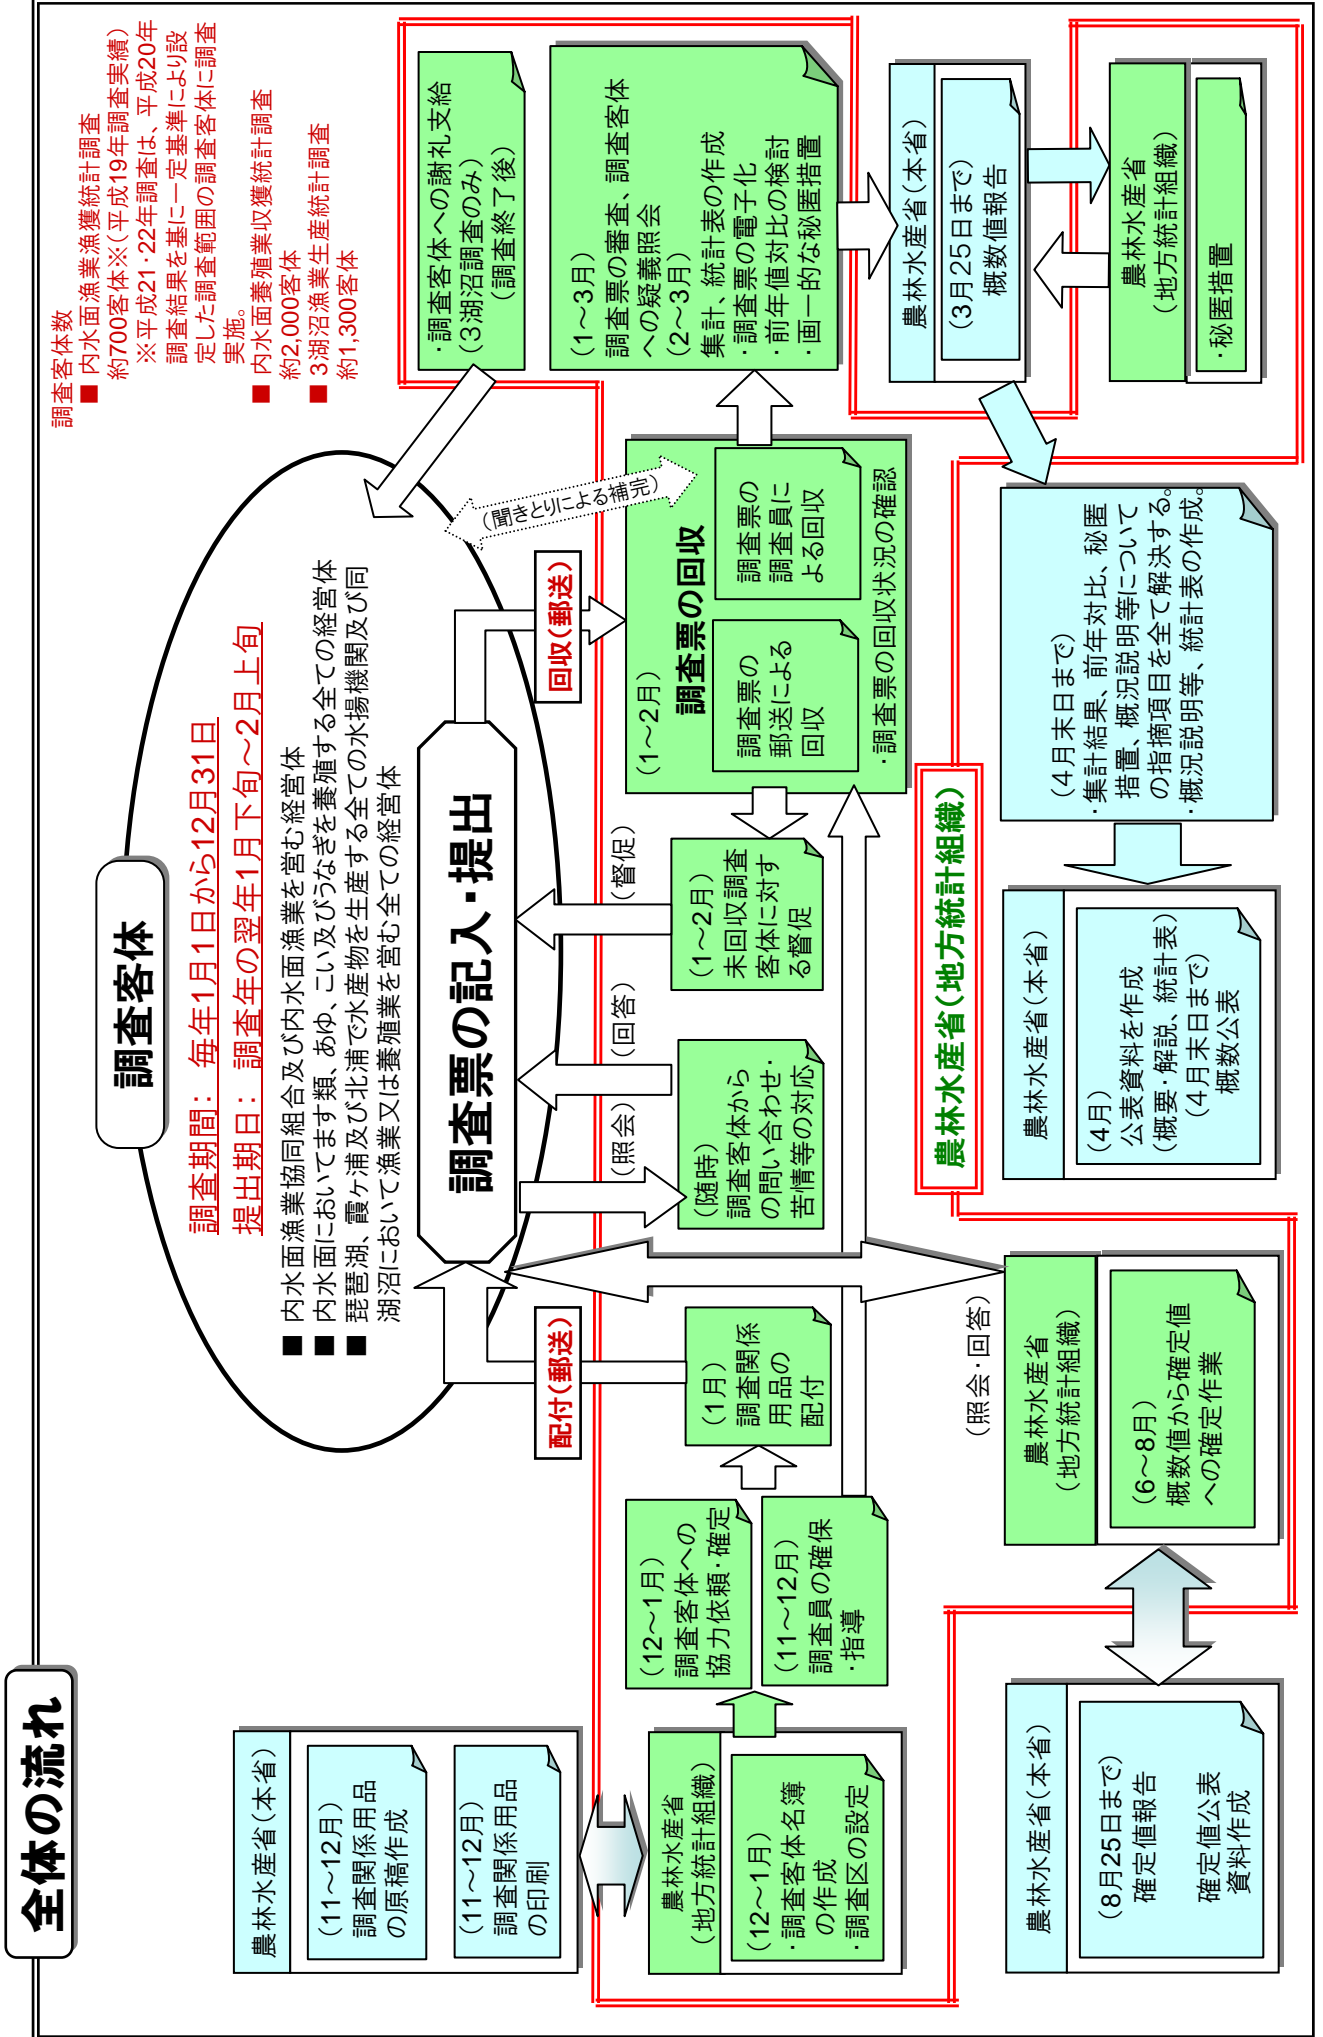 全体の流れ
調査客体
調査期間： 毎年1月1日から12月31日
提出期日： 調査年の翌年1月下旬～2月上旬
■ 内水面漁業協同組合及び内水面漁業を営む経営体
■ 内水面においてます類、あゆ、こい及びうなぎを養殖する全ての経営体
■ 琵琶湖、霞ヶ浦及び北浦で水産物を生産する全ての水揚機関及び同
湖沼において漁業又は養殖業を営む全ての経営体
調査票の記入・提出
調査客体数
■ 内水面漁業漁獲統計調査
約700客体※（平成19年調査実績）
※平成21・22年調査は、平成20年
調査結果を基に一定基準により設
定した調査範囲の調査客体に調査
実施。
■ 内水面養殖業収獲統計調査
約2,000客体
■ 3湖沼漁業生産統計調査
約1,300客体
農林水産省（本省）
（11～12月）
調査関係用品
の原稿作成
（11～12月）
調査関係用品
の印刷
農林水産省
（地方統計組織）
（12～1月）
・調査客体名簿
の作成
・調査区の設定
（12～1月）
調査客体への
協力依頼・確定
（11～12月）
調査員の確保
・指導
（1月）
調査関係
用品の
配付
配付（郵送）
（照会）
（回答）
（随時）
調査客体から
の問い合わせ・
苦情等の対応
（督促）
（1～2月）
未回収調査
客体に対す
る督促
回収（郵送）
（聞きとりによる補完）
（1～2月）
調査票の回収
調査票の
郵送による
回収
調査票の
調査員に
よる回収
・調査票の回収状況の確認
・調査客体への謝礼支給
（3湖沼調査のみ）
（調査終了後）
（1～3月）
調査票の審査、調査客体
への疑義照会
（2～3月）
集計、統計表の作成
・調査票の電子化
・前年値対比の検討
・画一的な秘匿措置
農林水産省（本省）
（3月25日まで）
概数値報告
農林水産省
（地方統計組織）
・秘匿措置
農林水産省（地方統計組織）
（4月末日まで）
・集計結果、前年対比、秘匿
措置、概況説明等について
の指摘項目を全て解決する。
・概況説明等、統計表の作成。
農林水産省（本省）
（4月）
公表資料を作成
（概要・解説、統計表）
（4月末日まで）
概数公表
（照会・回答）
農林水産省
（地方統計組織）
（6～8月）
概数値から確定値
への確定作業
農林水産省（本省）
（8月25日まで）
確定値報告
確定値公表
資料作成